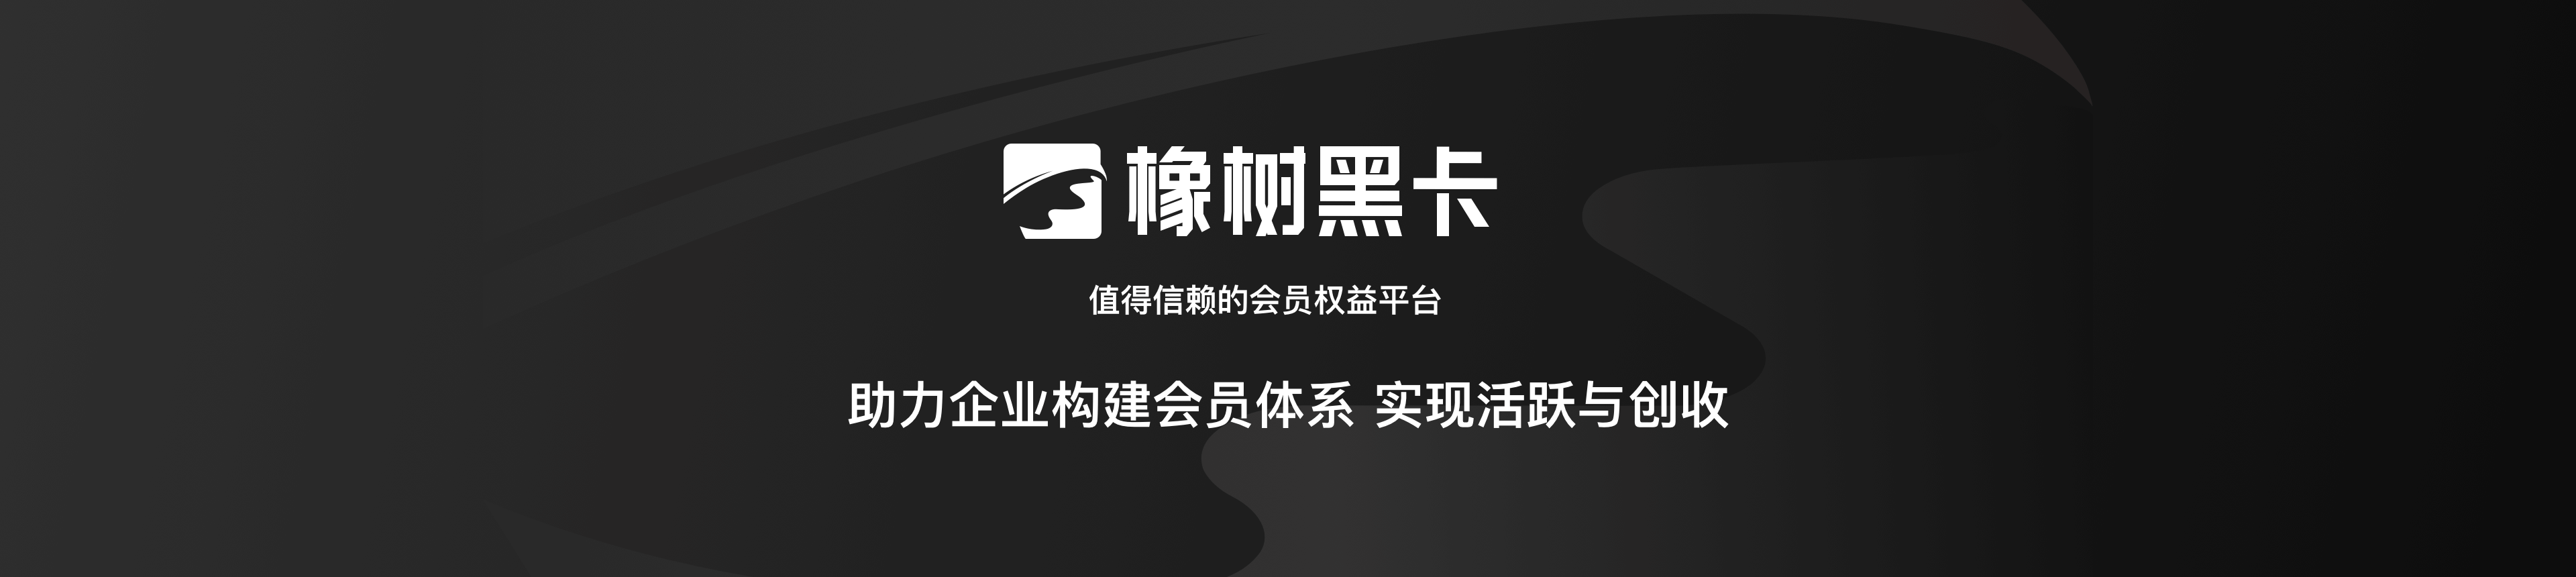 橡树黑卡
值得信赖的会员权益平台
助力企业构建会员体系 实现活跃与创收